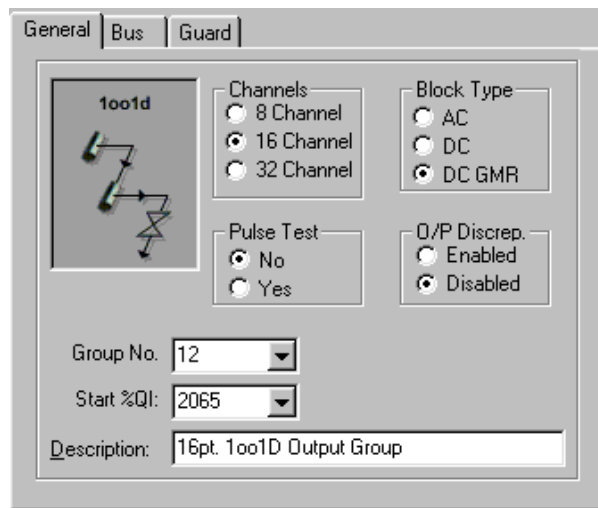 General Bus Guard
1oo1d
Channels
8 Channel
16 Channel
32 Channel
Block Type
AC
DC
DC GMR
Pulse Test
No
Yes
O/P Discrep.
Enabled
Disabled
Group No. 12
Start %QI: 2065
Description: 16pt. 1oo1D Output Group